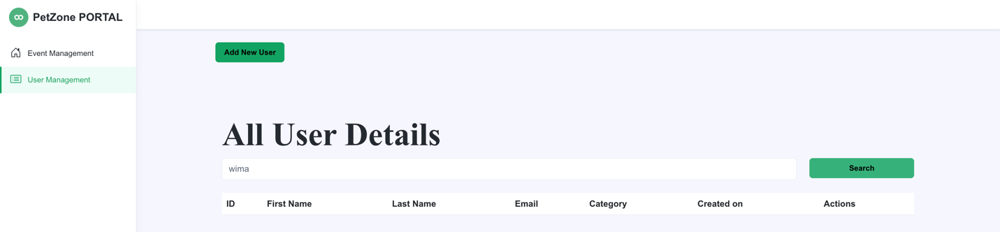 PetZone PORTAL
Event Management
User Management
Add New User
All User Details
wima
Search
ID First Name Last Name Email Category Created on Actions